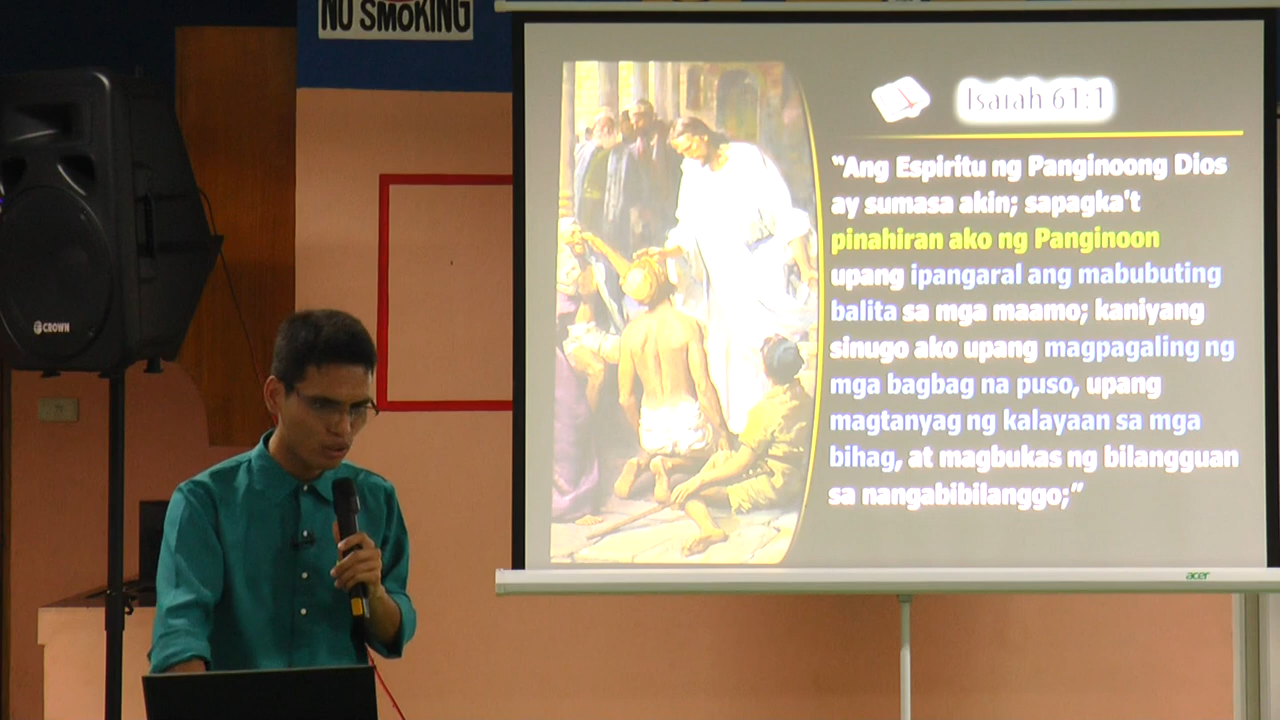 NO SMOKING
Isaiah 61:1
“Ang Espiritu ng Panginoong Dios
ay sumasa akin; sapagka't
pinahiran ako ng Panginoon
upang ipangaral ang mabubuting
balita sa mga maamo; kaniyang
sinugo ako upang magpagaling ng
mga bagbag na puso, upang
magtanyag ng kalayaan sa mga
bihag, at magbukas ng bilangguan
sa nangabibilanggo;”
CROWN
acer